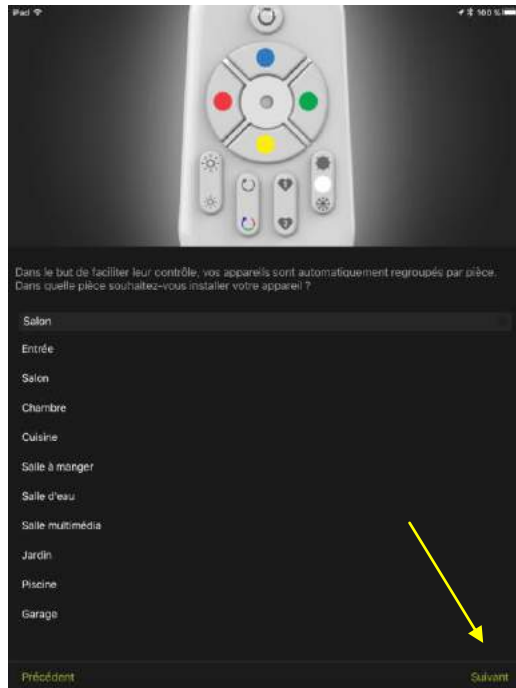 iPad
100 %
Dans le but de faciliter leur contrôle, vos appareils sont automatiquement regroupés par pièce.
Dans quelle pièce souhaitez-vous installer votre appareil ?
Salon
Entrée
Salon
Chambre
Cuisine
Salle à manger
Salle d'eau
Salle multimédia
Jardin
Piscine
Garage
Précédent Suivant